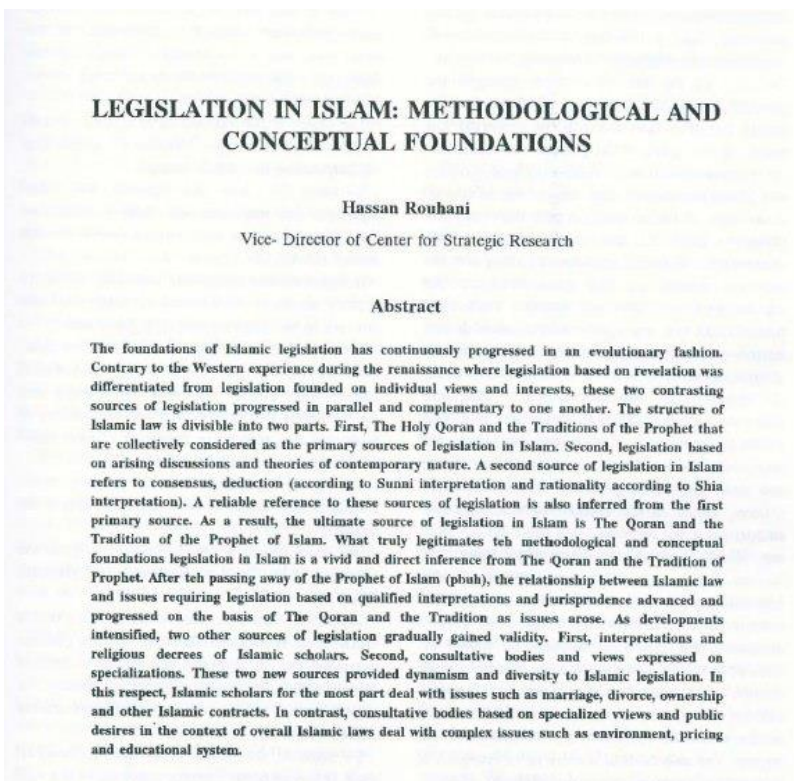 LEGISLATION IN ISLAM: METHODOLOGICAL AND
CONCEPTUAL FOUNDATIONS
Hassan Rouhani
Vice- Director of Center for Strategic Research
Abstract
The foundations of Islamic legislation has continuously progressed in an evolutionary fashion.
Contrary to the Western experience during the renaissance where legislation based on revelation was
differentiated from legislation founded on individual views and interests, these two contrasting
sources of legislation progressed in parallel and complementary to one another. The structure of
Islamic law is divisible into two parts. First, The Holy Qoran and the Traditions of the Prophet that
are collectively considered as the primary sources of legislation in Islam. Second, legislation based
on arising discussions and theories of contemporary nature. A second source of legislation in Islam
refers to consensus, deduction (according to Sunni interpretation and rationality according to Shia
interpretation). A reliable reference to these sources of legislation is also inferred from the first
primary source. As a result, the ultimate source of legislation in Islam is The Quran and the
Tradition of the Prophet of Islam. What truly legitimates teh methodological and conceptual
foundations legislation in Islam is a vivid and direct inference from The Quran and the Tradition of
Prophet. After teh passing away of the Prophet of Islam (pbuh), the relationship between Islamic law
and issues requiring legislation based on qualified interpretations and jurisprudence advanced and
progressed on the basis of The Quran and the Tradition as issues arose. As developments
intensified, two other sources of legislation gradually gained validity. First, interpretations and
religious decrees of Islamic scholars. Second, consultative bodies and views expressed on
specializations. These two new sources provided dynamism and diversity to Islamic legislation. In
this respect, Islamic scholars for the most part deal with issues such as marriage, divorce, ownership
and other Islamic contracts. In contrast, consultative bodies based on specialized vviews and public
desires in the context of overall Islamic laws deal with complex issues such as environment, pricing
and educational system.